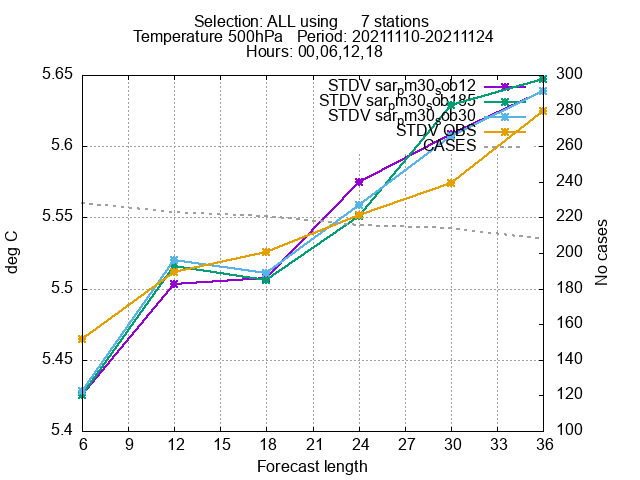 Selection: ALL using 7 stations
Temperature 500hPa Period: 20211110-20211124
Hours: 00,06,12,18
5.65
5.6
5.55
5.5
5.45
5.4
deg C
STDV sar_pm30_sob12
STDV sar_pm30_sob185
STDV sar_pm30_sob30
STDV OBS
CASES
300
280
260
240
220
200
180
160
140
120
100
No cases
6 9 12 15 18 21 24 27 30 33 36
Forecast length